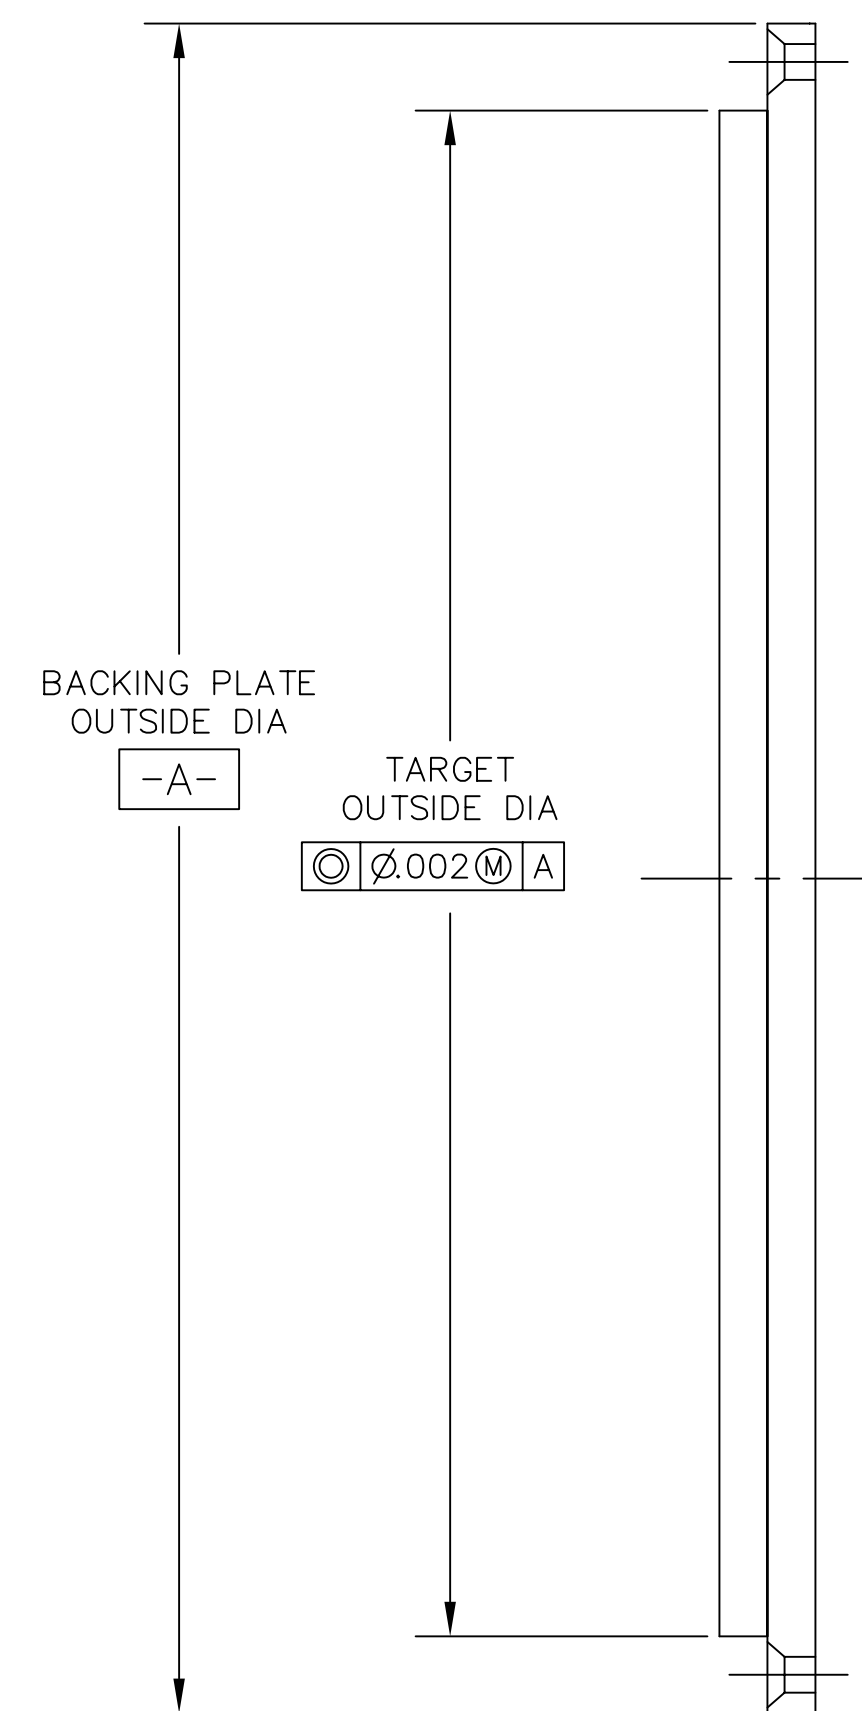 BACKING PLATE
OUTSIDE DIA
-A-
TARGET
OUTSIDE DIA
◎ Ø.002 Ⓜ A